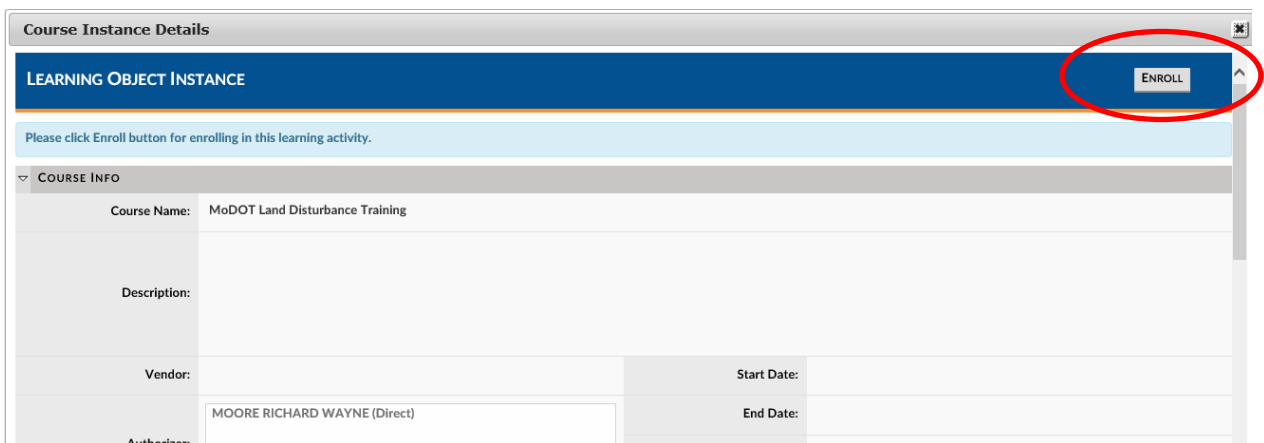 Course Instance Details
LEARNING OBJECT INSTANCE
ENROLL
Please click Enroll button for enrolling in this learning activity.
COURSE INFO
Course Name: MoDOT Land Disturbance Training
Description:
Vendor: Start Date:
MOORE RICHARD WAYNE (Direct) End Date:
Authorizer: